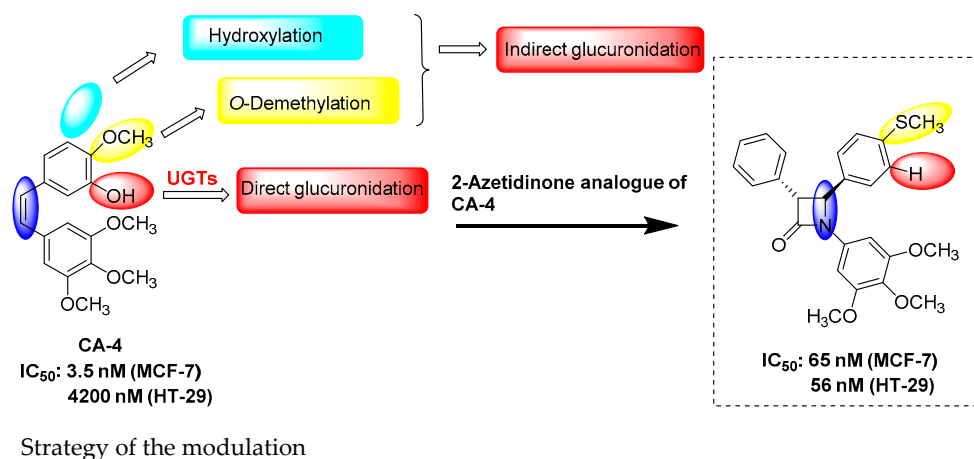 Hydroxylation
Indirect glucuronidation
O-Demethylation
OCH₃
OH
UGTs
Direct glucuronidation
OCH₃
OCH₃
OCH₃
CA-4
IC₅₀: 3.5 nM (MCF-7)
4200 nM (HT-29)
2-Azetidinone analogue of
CA-4
SCH₃
H
N
O
OCH₃
OCH₃
H₃CO
IC₅₀: 65 nM (MCF-7)
56 nM (HT-29)
Strategy of the modulation